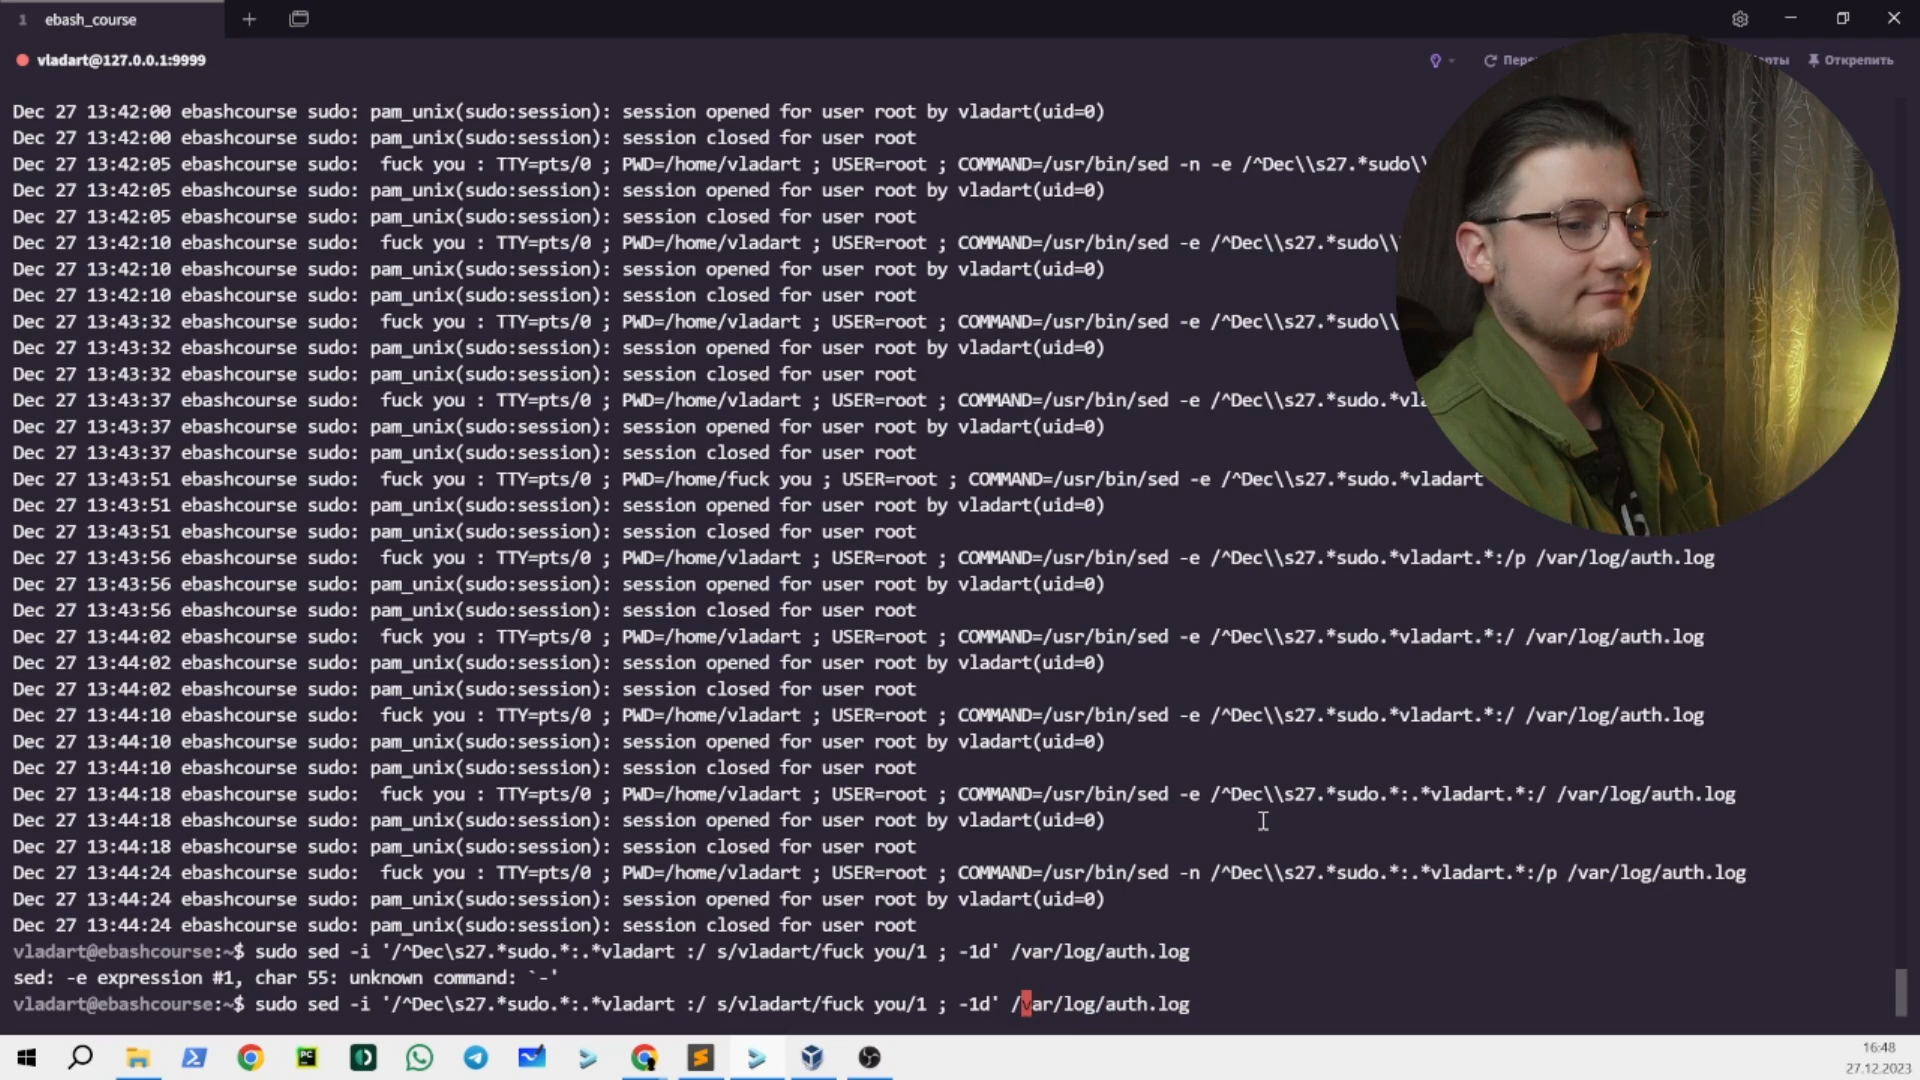 1 ebash_course
vladart@127.0.0.1:9999
Открепить
Dec 27 13:42:00 ebashcourse sudo: pam_unix(sudo:session): session opened for user root by vladart(uid=0)
Dec 27 13:42:00 ebashcourse sudo: pam_unix(sudo:session): session closed for user root
Dec 27 13:42:05 ebashcourse sudo:  fuck you : TTY=pts/0 ; PWD=/home/vladart ; USER=root ; COMMAND=/usr/bin/sed -n -e /^Dec\\s27.*sudo\\
Dec 27 13:42:05 ebashcourse sudo: pam_unix(sudo:session): session opened for user root by vladart(uid=0)
Dec 27 13:42:05 ebashcourse sudo: pam_unix(sudo:session): session closed for user root
Dec 27 13:42:10 ebashcourse sudo:  fuck you : TTY=pts/0 ; PWD=/home/vladart ; USER=root ; COMMAND=/usr/bin/sed -e /^Dec\\s27.*sudo\\
Dec 27 13:42:10 ebashcourse sudo: pam_unix(sudo:session): session opened for user root by vladart(uid=0)
Dec 27 13:42:10 ebashcourse sudo: pam_unix(sudo:session): session closed for user root
Dec 27 13:43:32 ebashcourse sudo:  fuck you : TTY=pts/0 ; PWD=/home/vladart ; USER=root ; COMMAND=/usr/bin/sed -e /^Dec\\s27.*sudo\\
Dec 27 13:43:32 ebashcourse sudo: pam_unix(sudo:session): session opened for user root by vladart(uid=0)
Dec 27 13:43:32 ebashcourse sudo: pam_unix(sudo:session): session closed for user root
Dec 27 13:43:37 ebashcourse sudo:  fuck you : TTY=pts/0 ; PWD=/home/vladart ; USER=root ; COMMAND=/usr/bin/sed -e /^Dec\\s27.*sudo.*vla
Dec 27 13:43:37 ebashcourse sudo: pam_unix(sudo:session): session opened for user root by vladart(uid=0)
Dec 27 13:43:37 ebashcourse sudo: pam_unix(sudo:session): session closed for user root
Dec 27 13:43:51 ebashcourse sudo:  fuck you : TTY=pts/0 ; PWD=/home/fuck you ; USER=root ; COMMAND=/usr/bin/sed -e /^Dec\\s27.*sudo.*vladart
Dec 27 13:43:51 ebashcourse sudo: pam_unix(sudo:session): session opened for user root by vladart(uid=0)
Dec 27 13:43:51 ebashcourse sudo: pam_unix(sudo:session): session closed for user root
Dec 27 13:43:56 ebashcourse sudo:  fuck you : TTY=pts/0 ; PWD=/home/vladart ; USER=root ; COMMAND=/usr/bin/sed -e /^Dec\\s27.*sudo.*vladart.*:/p /var/log/auth.log
Dec 27 13:43:56 ebashcourse sudo: pam_unix(sudo:session): session opened for user root by vladart(uid=0)
Dec 27 13:43:56 ebashcourse sudo: pam_unix(sudo:session): session closed for user root
Dec 27 13:44:02 ebashcourse sudo:  fuck you : TTY=pts/0 ; PWD=/home/vladart ; USER=root ; COMMAND=/usr/bin/sed -e /^Dec\\s27.*sudo.*vladart.*:/ /var/log/auth.log
Dec 27 13:44:02 ebashcourse sudo: pam_unix(sudo:session): session opened for user root by vladart(uid=0)
Dec 27 13:44:02 ebashcourse sudo: pam_unix(sudo:session): session closed for user root
Dec 27 13:44:10 ebashcourse sudo:  fuck you : TTY=pts/0 ; PWD=/home/vladart ; USER=root ; COMMAND=/usr/bin/sed -e /^Dec\\s27.*sudo.*vladart.*:/ /var/log/auth.log
Dec 27 13:44:10 ebashcourse sudo: pam_unix(sudo:session): session opened for user root by vladart(uid=0)
Dec 27 13:44:10 ebashcourse sudo: pam_unix(sudo:session): session closed for user root
Dec 27 13:44:18 ebashcourse sudo:  fuck you : TTY=pts/0 ; PWD=/home/vladart ; USER=root ; COMMAND=/usr/bin/sed -e /^Dec\\s27.*sudo.*:.*vladart.*:/ /var/log/auth.log
Dec 27 13:44:18 ebashcourse sudo: pam_unix(sudo:session): session opened for user root by vladart(uid=0)
Dec 27 13:44:18 ebashcourse sudo: pam_unix(sudo:session): session closed for user root
Dec 27 13:44:24 ebashcourse sudo:  fuck you : TTY=pts/0 ; PWD=/home/vladart ; USER=root ; COMMAND=/usr/bin/sed -n /^Dec\\s27.*sudo.*:.*vladart.*:/p /var/log/auth.log
Dec 27 13:44:24 ebashcourse sudo: pam_unix(sudo:session): session opened for user root by vladart(uid=0)
Dec 27 13:44:24 ebashcourse sudo: pam_unix(sudo:session): session closed for user root
vladart@ebashcourse:~$ sudo sed -i '/^Dec\s27.*sudo.*:.*vladart :/ s/vladart/fuck you/1 ; -1d' /var/log/auth.log
sed: -e expression #1, char 55: unknown command: `-'
vladart@ebashcourse:~$ sudo sed -i '/^Dec\s27.*sudo.*:.*vladart :/ s/vladart/fuck you/1 ; -1d' /var/log/auth.log
PC
16:48
27.12.2023